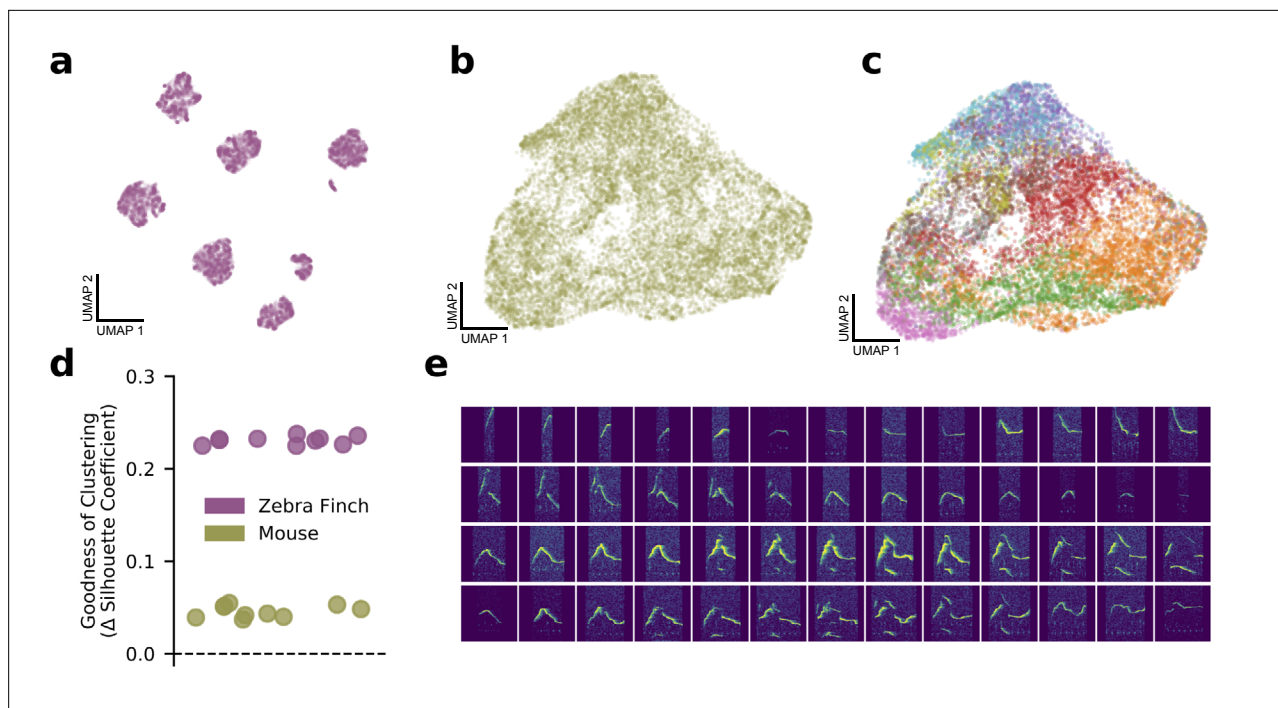 a
b
c
UMAP 2
UMAP 1
UMAP 2
UMAP 1
UMAP 2
UMAP 1
d
e
Goodness of Clustering
(Δ Silhouette Coefficient)
0.3
0.2
0.1
0.0
Zebra Finch
Mouse